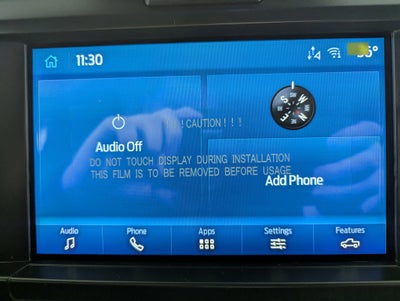 11:30
! ! ! CAUTION ! ! !
Audio Off
DO NOT TOUCH DISPLAY DURING INSTALLATION
THIS FILM IS TO BE REMOVED BEFORE USAGE
Add Phone
Audio Phone Apps Settings Features